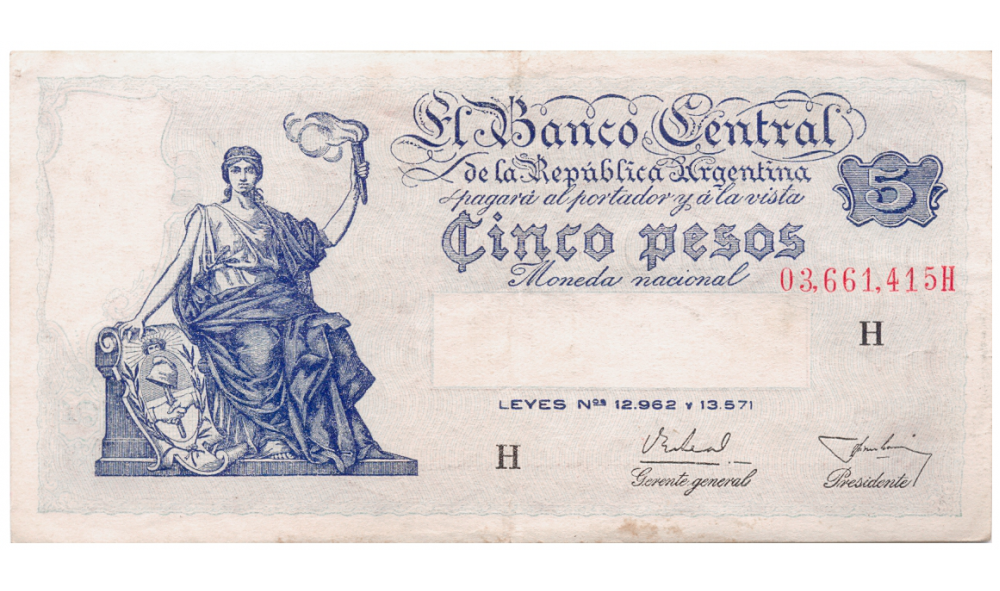 El Banco Central
de la República Argentina
pagará al portador y á la vista
5
Cinco pesos
Moneda nacional
03,661,415H
H
LEYES Nos 12.962 y 13.571
H
Gerente general
Presidente